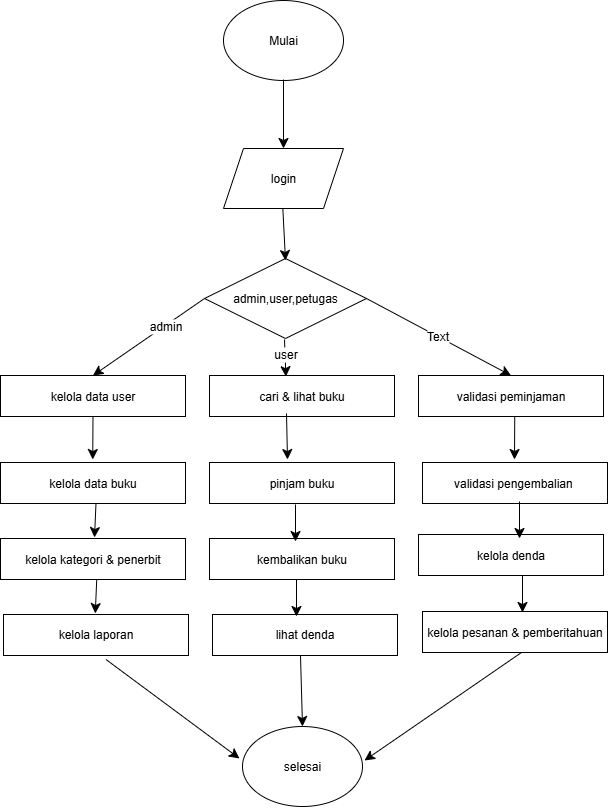 Mulai
login
admin,user,petugas
admin
user
Text
kelola data user
cari & lihat buku
validasi peminjaman
kelola data buku
pinjam buku
validasi pengembalian
kelola kategori & penerbit
kembalikan buku
kelola denda
kelola laporan
lihat denda
kelola pesanan & pemberitahuan
selesai